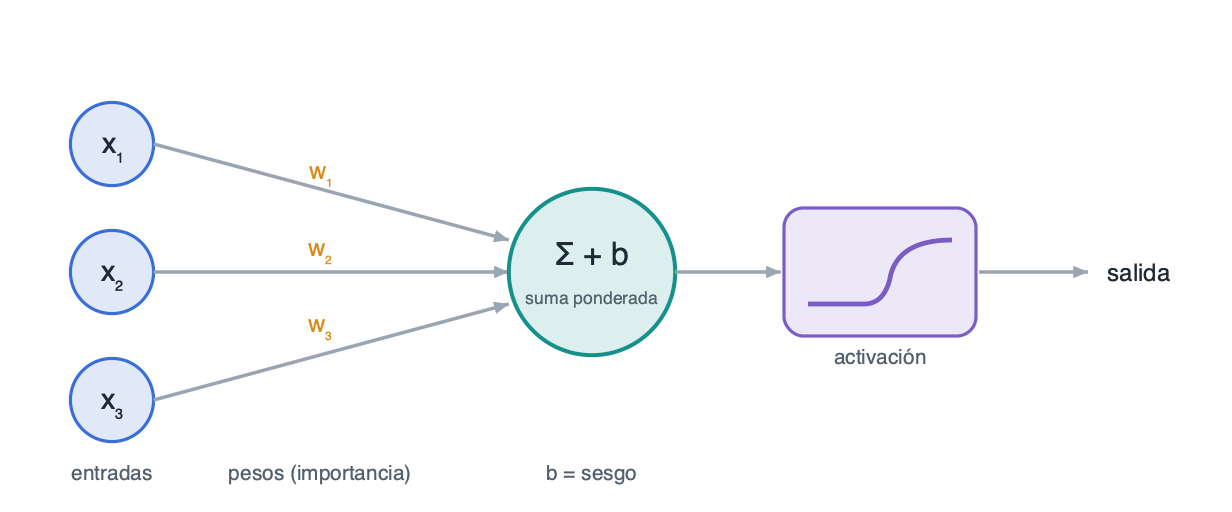 x₁
w₁
x₂
w₂
Σ + b
suma ponderada
salida
w₃
activación
x₃
entradas
pesos (importancia)
b = sesgo